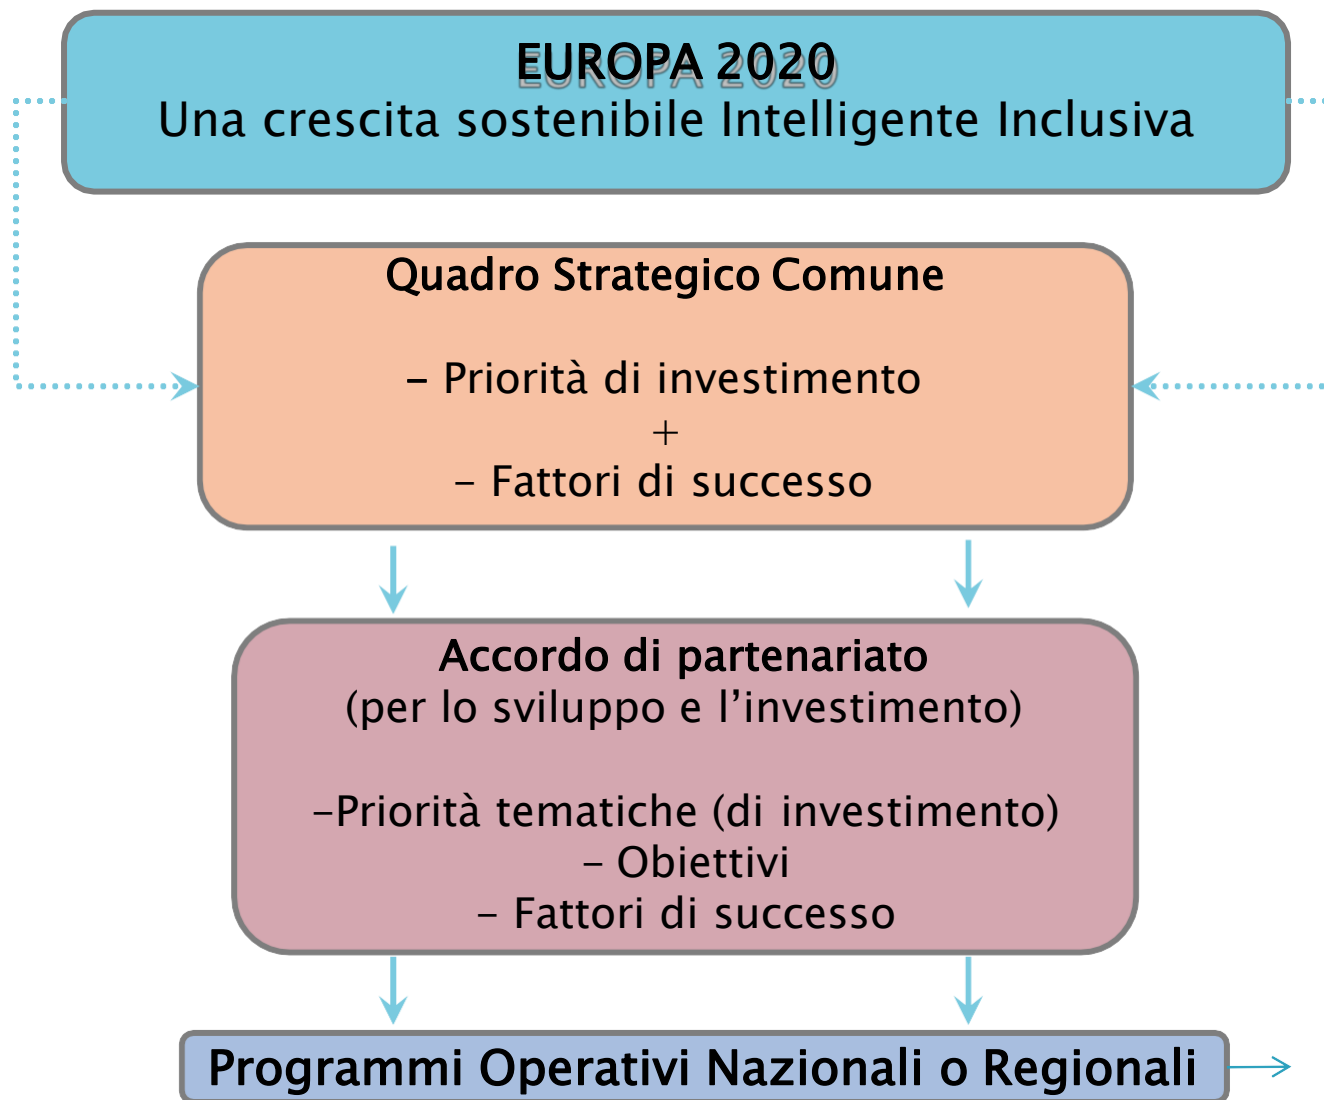 EUROPA 2020
Una crescita sostenibile Intelligente Inclusiva
Quadro Strategico Comune
– Priorità di investimento
+
– Fattori di successo
Accordo di partenariato
(per lo sviluppo e l’investimento)
–Priorità tematiche (di investimento)
– Obiettivi
– Fattori di successo
Programmi Operativi Nazionali o Regionali